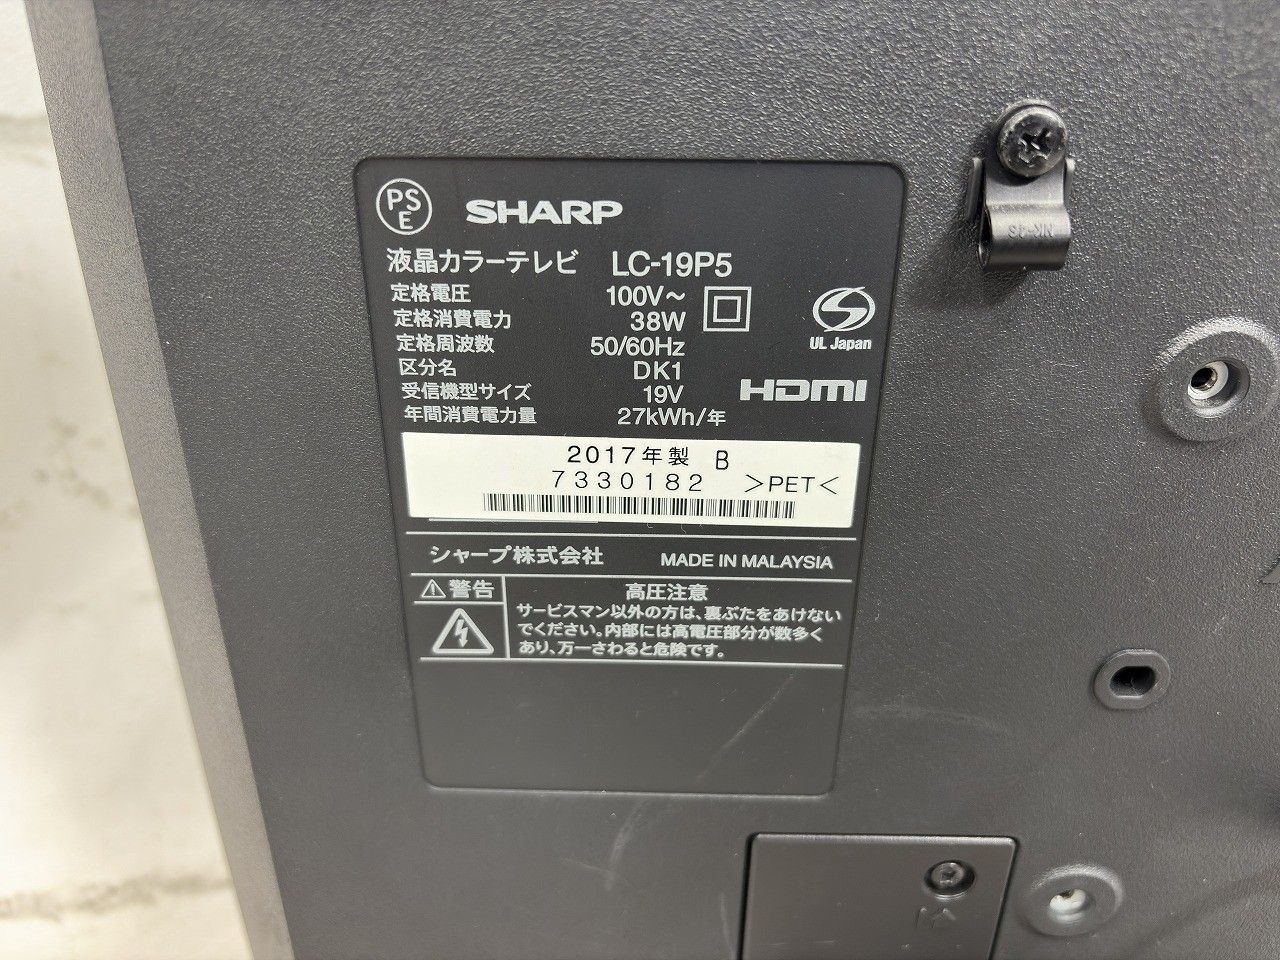 PS
E
SHARP
液晶カラーテレビ LC-19P5
定格電圧 100V～
定格消費電力 38W
定格周波数 50/60Hz
区分名 DK1
受信機型サイズ 19V
年間消費電力量 27kWh/年
UL Japan
HDMI
2017年製 B
7330182 >PET<
シャープ株式会社 MADE IN MALAYSIA
警告
高圧注意
サービスマン以外の方は、裏ぶたをあけない
でください。内部には高電圧部分が数多く
あり、万一さわると危険です。
NK-4S